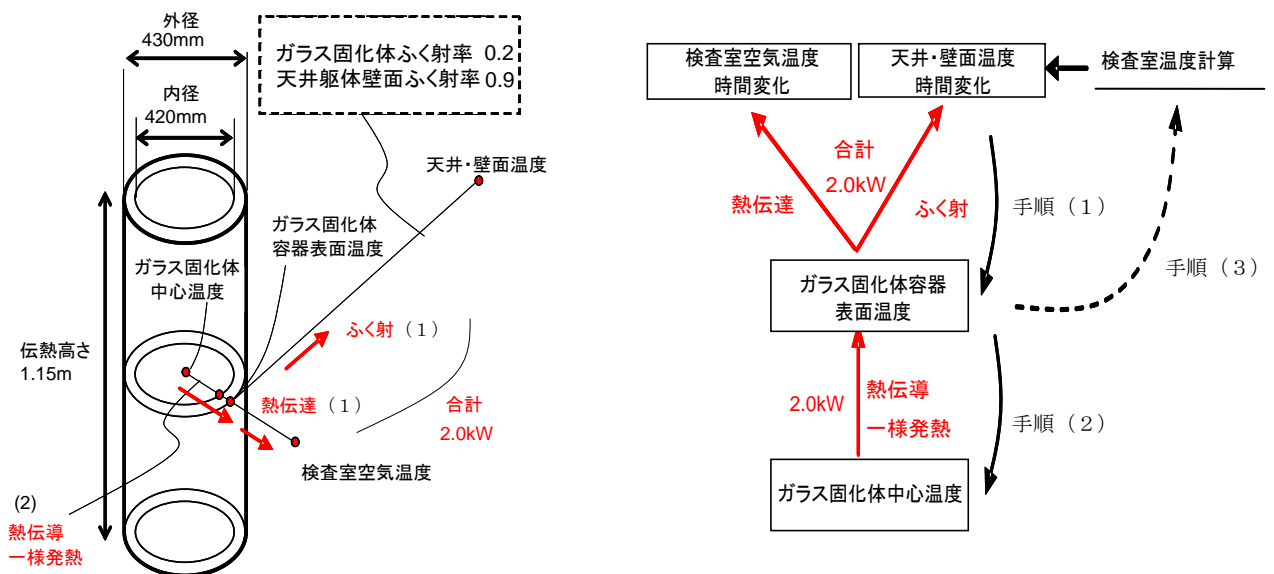 外径
430mm
内径
420mm
ガラス固化体ふく射率 0.2
天井躯体壁面ふく射率 0.9
天井・壁面温度
ガラス固化体
容器表面温度
ガラス固化体
中心温度
伝熱高さ
1.15m
ふく射（１）
熱伝達（１）
合計
2.0kW
検査室空気温度
(2)
熱伝導
一様発熱
検査室空気温度
時間変化
天井・壁面温度
時間変化
検査室温度計算
合計
2.0kW
熱伝達
ふく射
手順（１）
手順（３）
ガラス固化体容器
表面温度
2.0kW
熱伝導
一様発熱
手順（２）
ガラス固化体中心温度